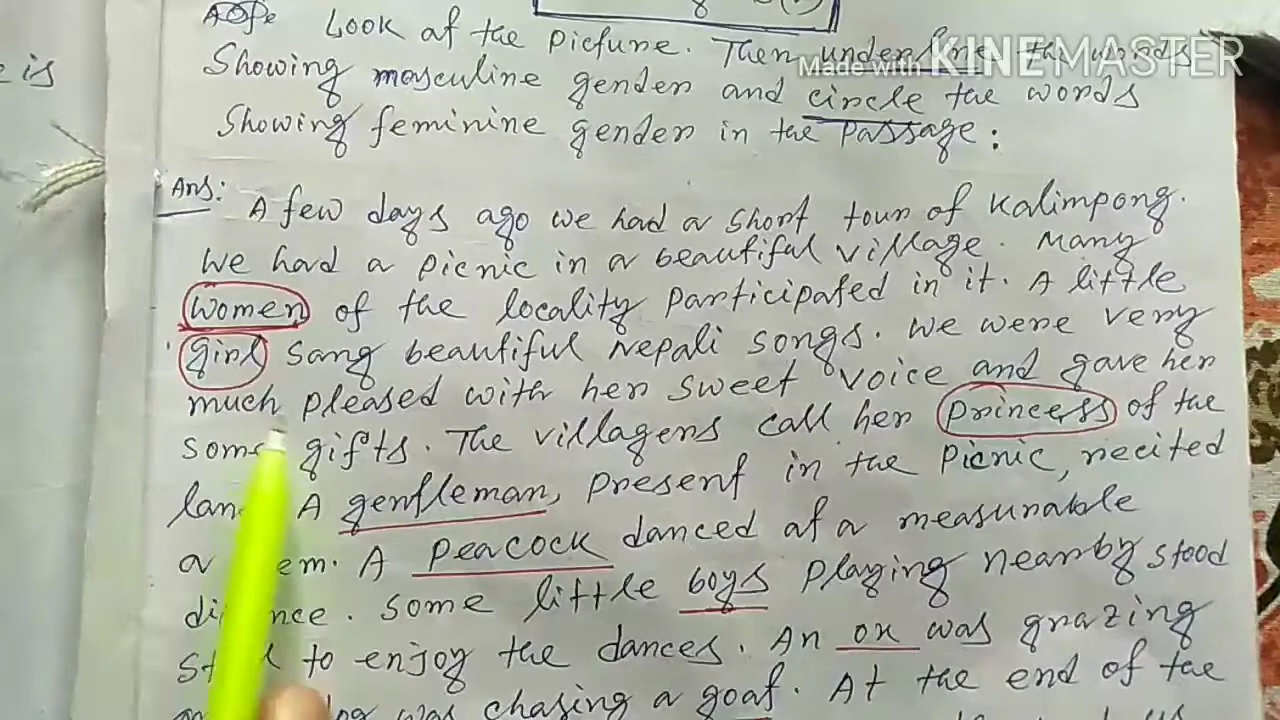 e is
Look at the picture. Then underline the words
Showing masculine gender and circle the words
Showing feminine gender in the passage:
Ans: A few days ago we had a short tour of Kalimpong.
We had a picnic in a beautiful village. Many
women of the locality participated in it. A little
girl sang beautiful Nepali songs. We were very
much pleased with her sweet voice and gave her
some gifts. The villagers call her princess of the
A gentleman, present in the picnic, recited
a A peacock danced at a measurable
Some little boys playing nearby stood
to enjoy the dances. An ox was grazing
was chasing a goat. At the end of the
Made with KINEMASTER